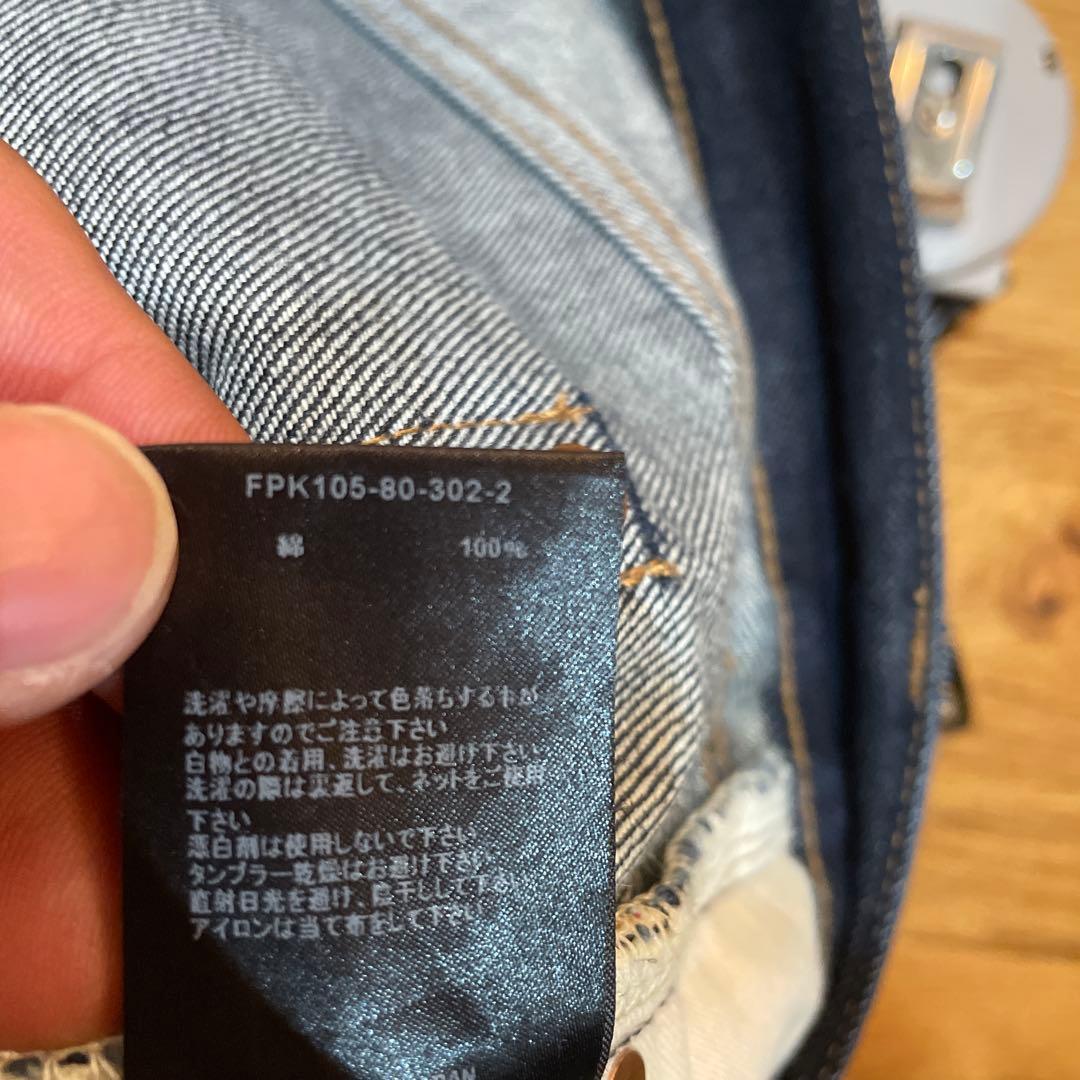 FPK105-80-302-2
綿 100%
洗濯や摩擦によって色落ちする事が
ありますのでご注意下さい
白物との着用、洗濯はお避け下さい
洗濯の際は裏返して、ネットをご使用
下さい
漂白剤は使用しないで下さい
タンブラー乾燥はお避け下さい
直射日光を避け、陰干しして下さい
アイロンは当て布をして下さい